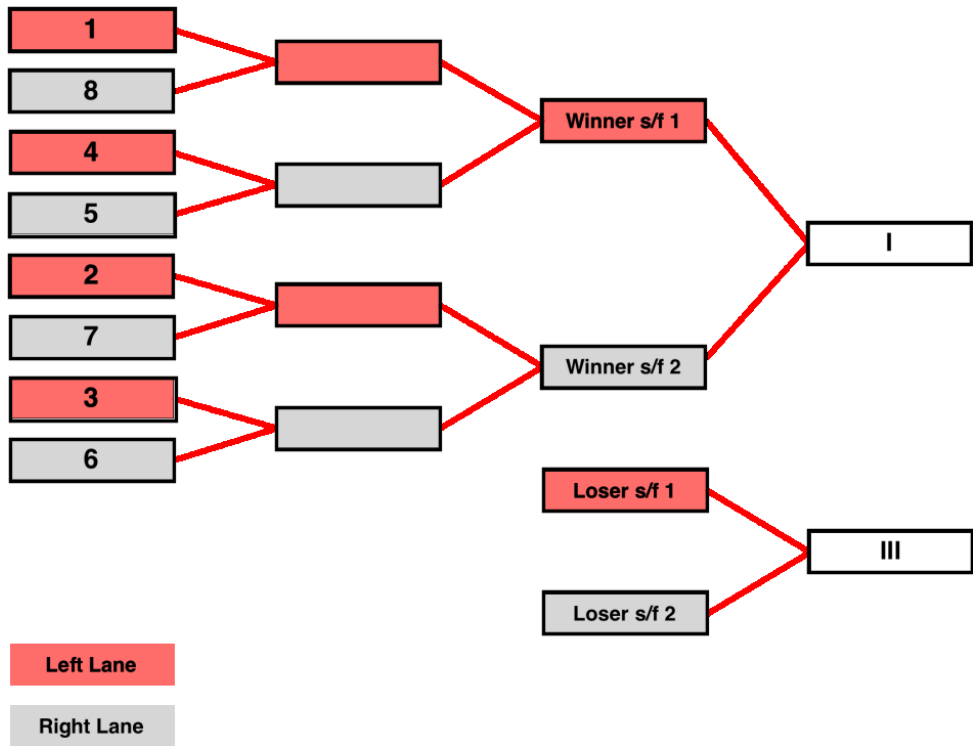 1
8
4
5
2
7
3
6
Winner s/f 1
Winner s/f 2
I
Loser s/f 1
Loser s/f 2
III
Left Lane
Right Lane